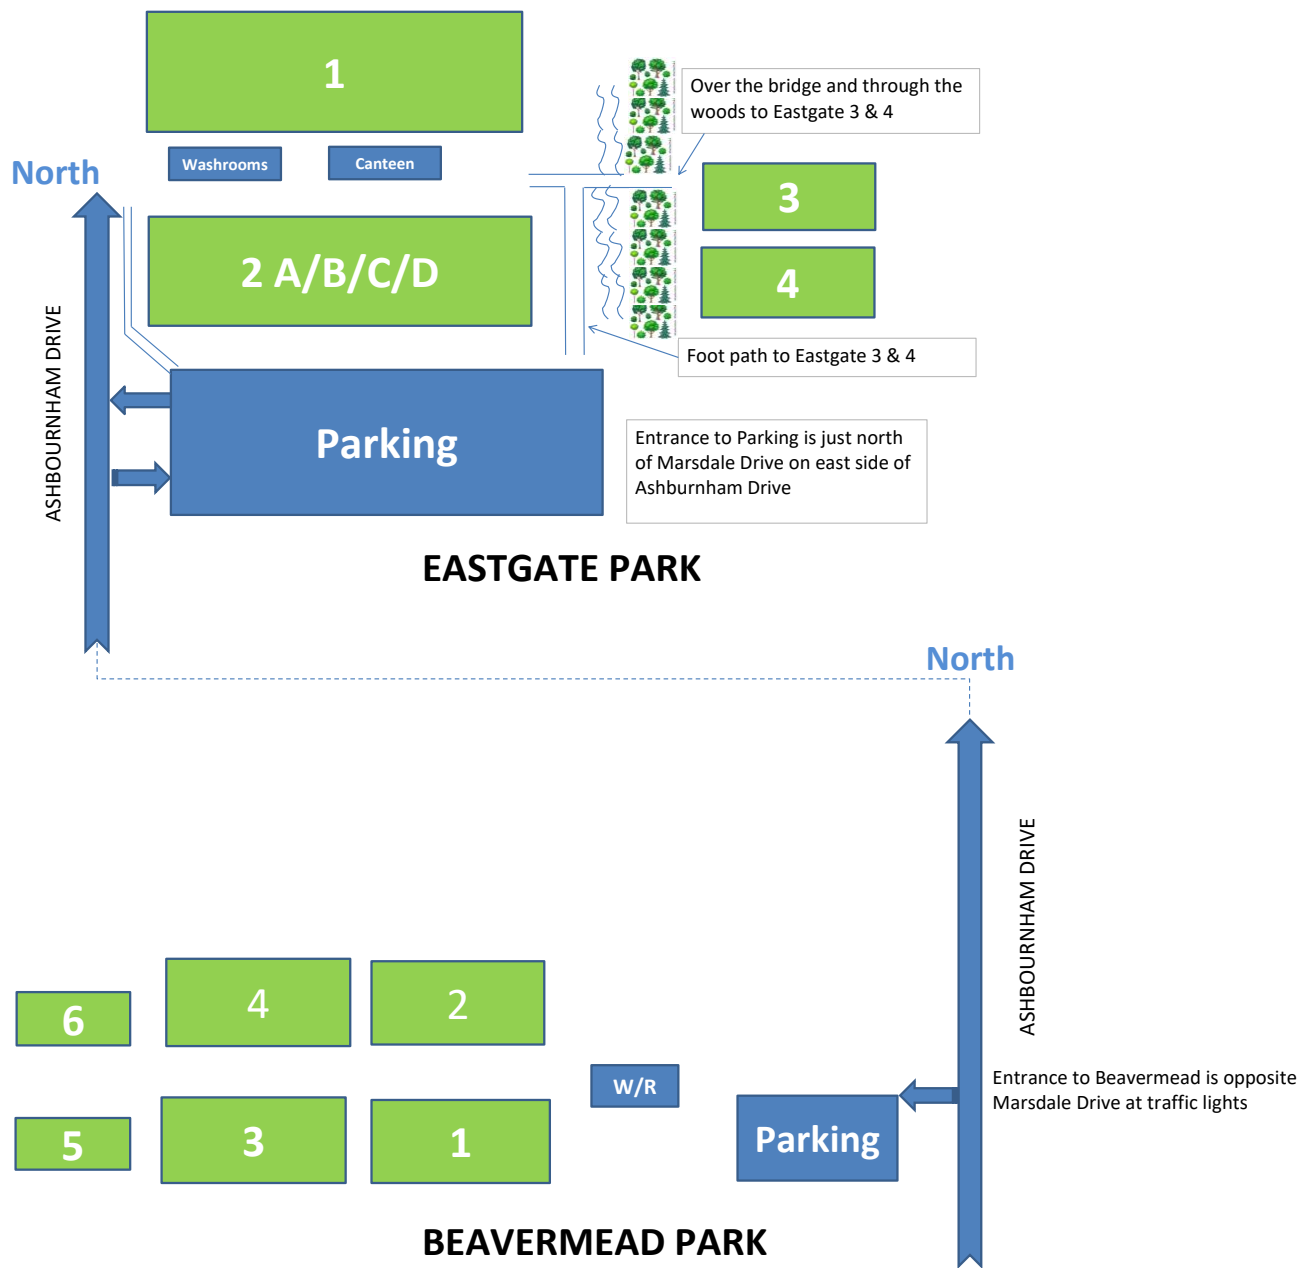 1
Over the bridge and through the
woods to Eastgate 3 & 4
Washrooms
Canteen
North
3
2 A/B/C/D
4
ASHBOURNHAM DRIVE
Foot path to Eastgate 3 & 4
Parking
Entrance to Parking is just north
of Marsdale Drive on east side of
Ashburnham Drive
EASTGATE PARK
North
ASHBOURNHAM DRIVE
6
4
2
W/R
Entrance to Beavermead is opposite
Marsdale Drive at traffic lights
5
3
1
Parking
BEAVERMEAD PARK